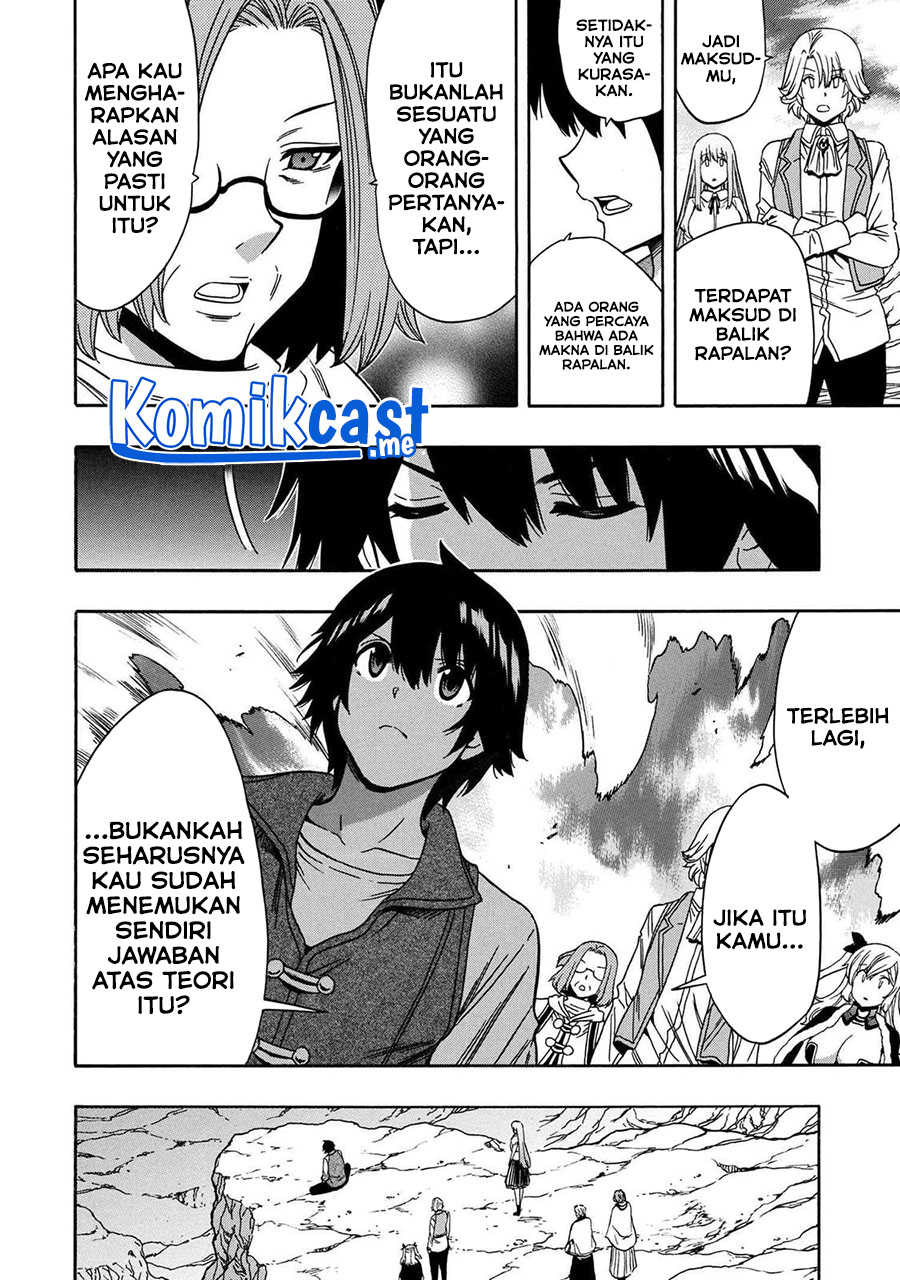 JADI
MAKSUD-
MU,
TERDAPAT
MAKSUD DI
BALIK
RAPALAN?
SETIDAK-
NYA ITU
YANG
KURASA-
KAN.
ADA ORANG
YANG PERCAYA
BAHWA ADA
MAKNA DI BALIK
RAPALAN.
ITU
BUKANLAH
SESUATU
YANG
ORANG-
ORANG
PERTANYA-
KAN,
TAPI...
APA KAU
MENGHA-
RAPKAN
ALASAN
YANG
PASTI
UNTUK
ITU?
Komikcast
.me
TERLEBIH
LAGI,
JIKA ITU
KAMU...
...BUKANKAH
SEHARUSNYA
KAU SUDAH
MENEMUKAN
SENDIRI
JAWABAN
ATAS TEORI
ITU?